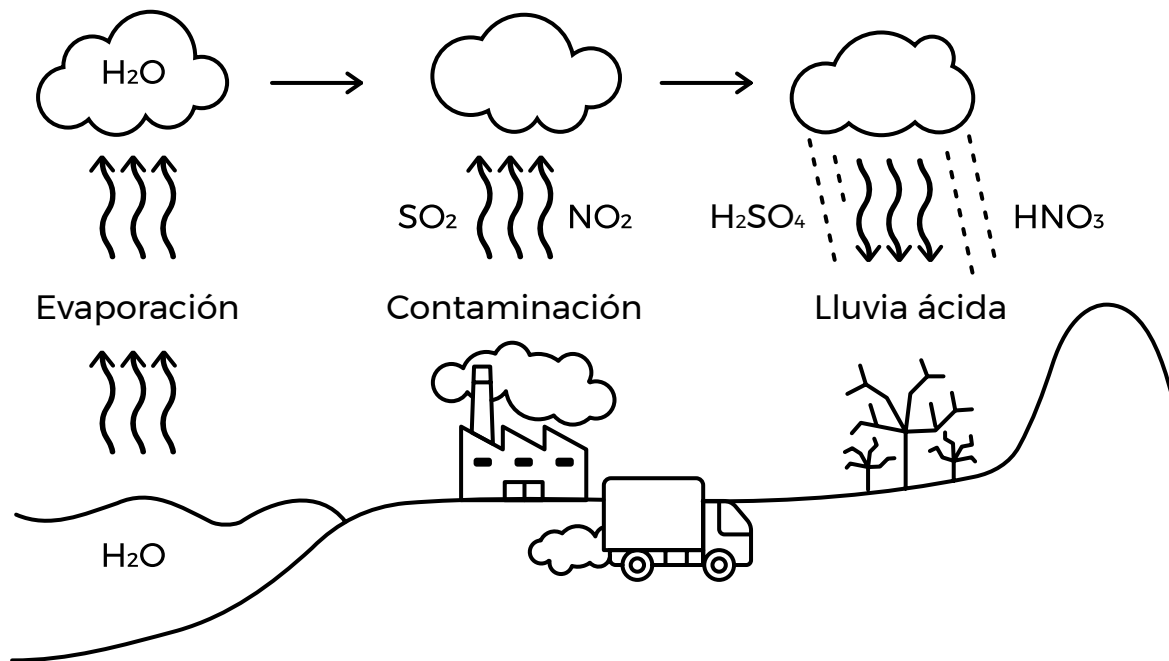 H₂O
SO₂
NO₂
H₂SO₄
HNO₃
Evaporación
Contaminación
Lluvia ácida
H₂O